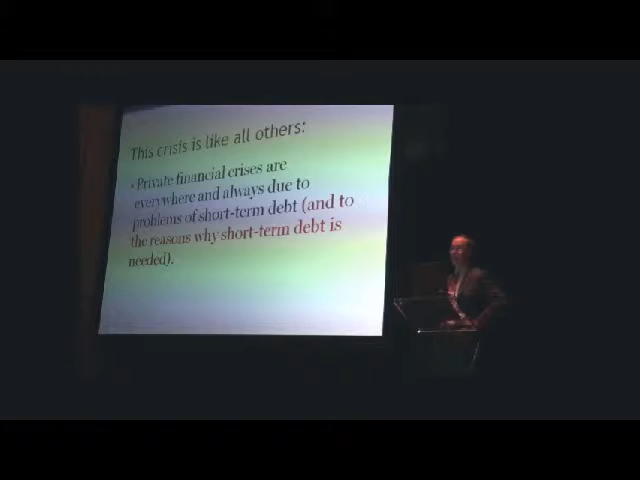 This crisis is like all others:
• Private financial crises are
everywhere and always due to
problems of short-term debt (and to
the reasons why short-term debt is
needed).